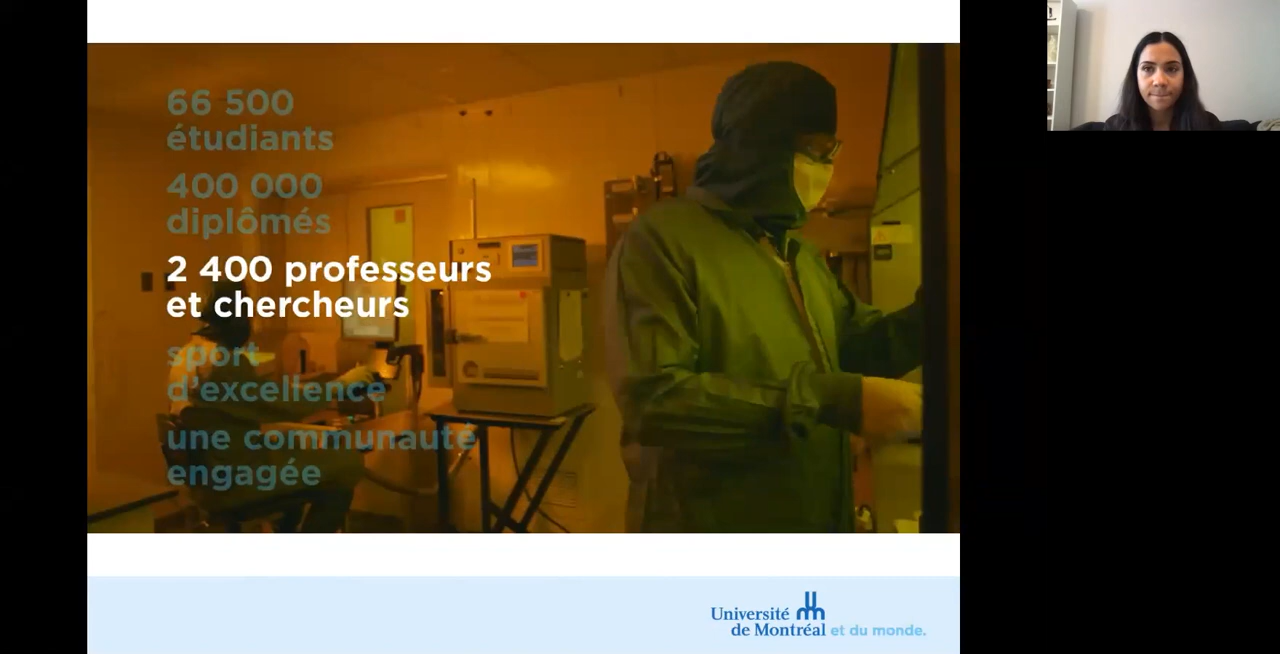 66 500
étudiants
400 000
diplômés
2 400 professeurs
et chercheurs
sport
d'excellence
une communauté
engagée
Université
de Montréal et du monde.